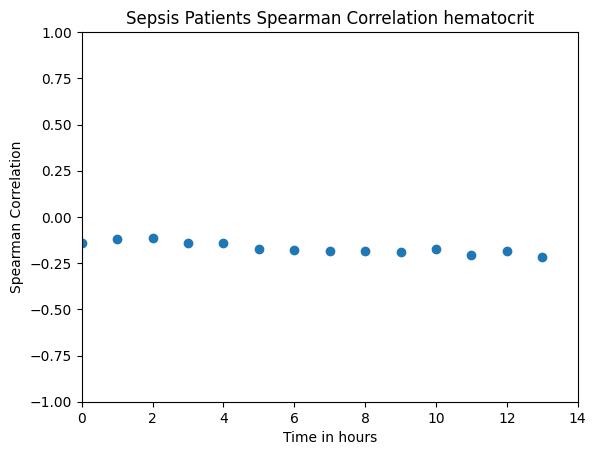 Sepsis Patients Spearman Correlation hematocrit
1.00
0.75
0.50
0.25
0.00
−0.25
−0.50
−0.75
−1.00
Spearman Correlation
0 2 4 6 8 10 12 14
Time in hours